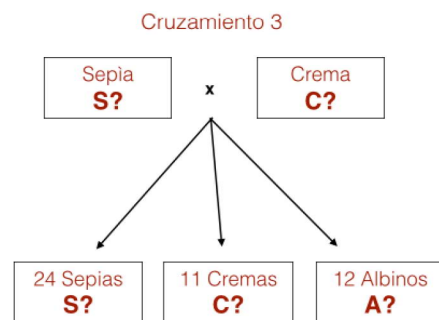 Cruzamiento 3
Sepìa
S?
x
Crema
C?
24 Sepias
S?
11 Cremas
C?
12 Albinos
A?